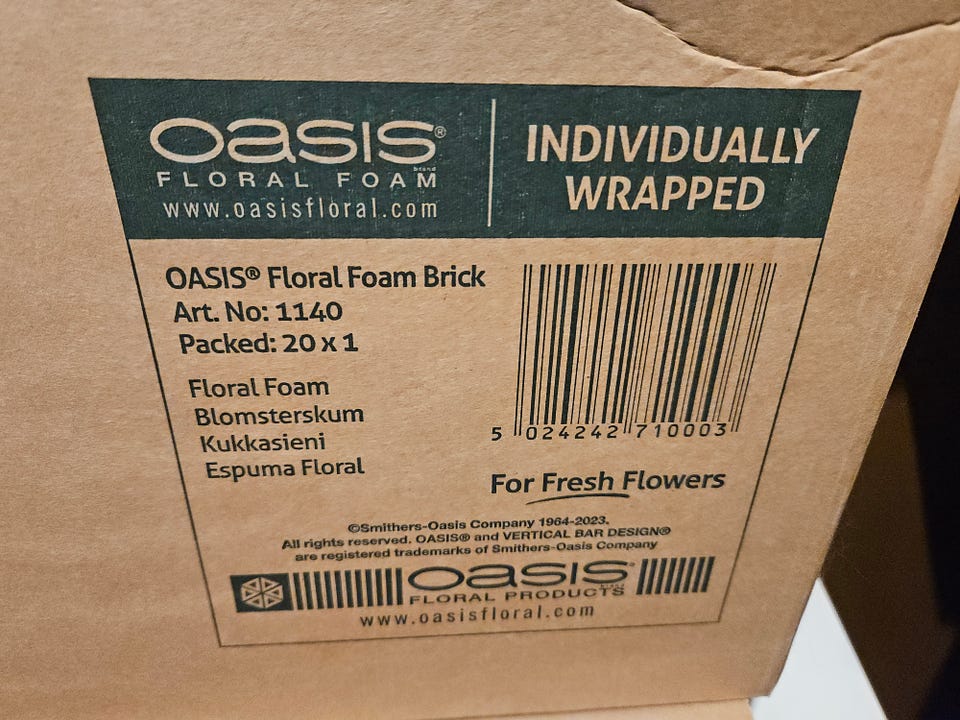 OASIS®
brand
FLORAL FOAM
www.oasisfloral.com
INDIVIDUALLY
WRAPPED
OASIS® Floral Foam Brick
Art. No: 1140
Packed: 20 x 1
Floral Foam
Blomsterskum
Kukkasieni
Espuma Floral
5 024242 710003
For Fresh Flowers
©Smithers-Oasis Company 1964-2023.
All rights reserved. OASIS® and VERTICAL BAR DESIGN®
are registered trademarks of Smithers-Oasis Company
OASIS®
brand
FLORAL PRODUCTS
www.oasisfloral.com